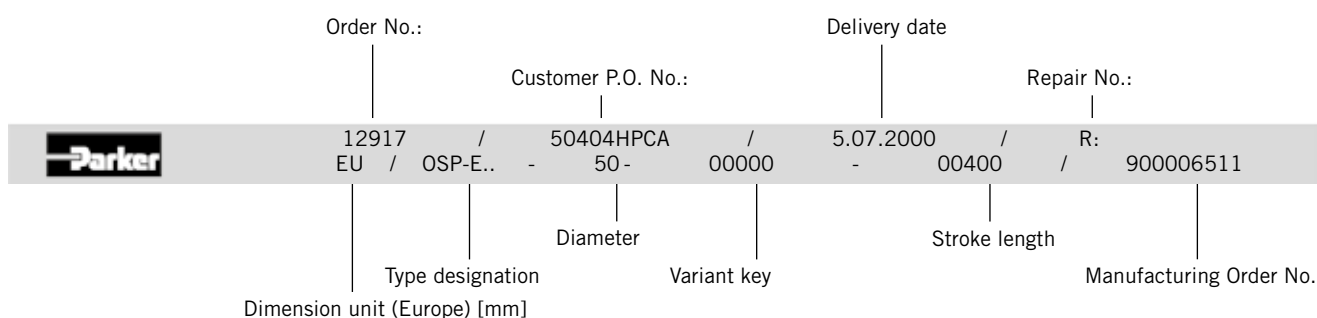 Order No.: Delivery date
Customer P.O. No.: Repair No.:
Parker 12917 / 50404HPCA / 5.07.2000 / R:
EU / OSP-E.. - 50 - 00000 - 00400 / 900006511
Diameter Stroke length
Type designation Variant key Manufacturing Order No.
Dimension unit (Europe) [mm]